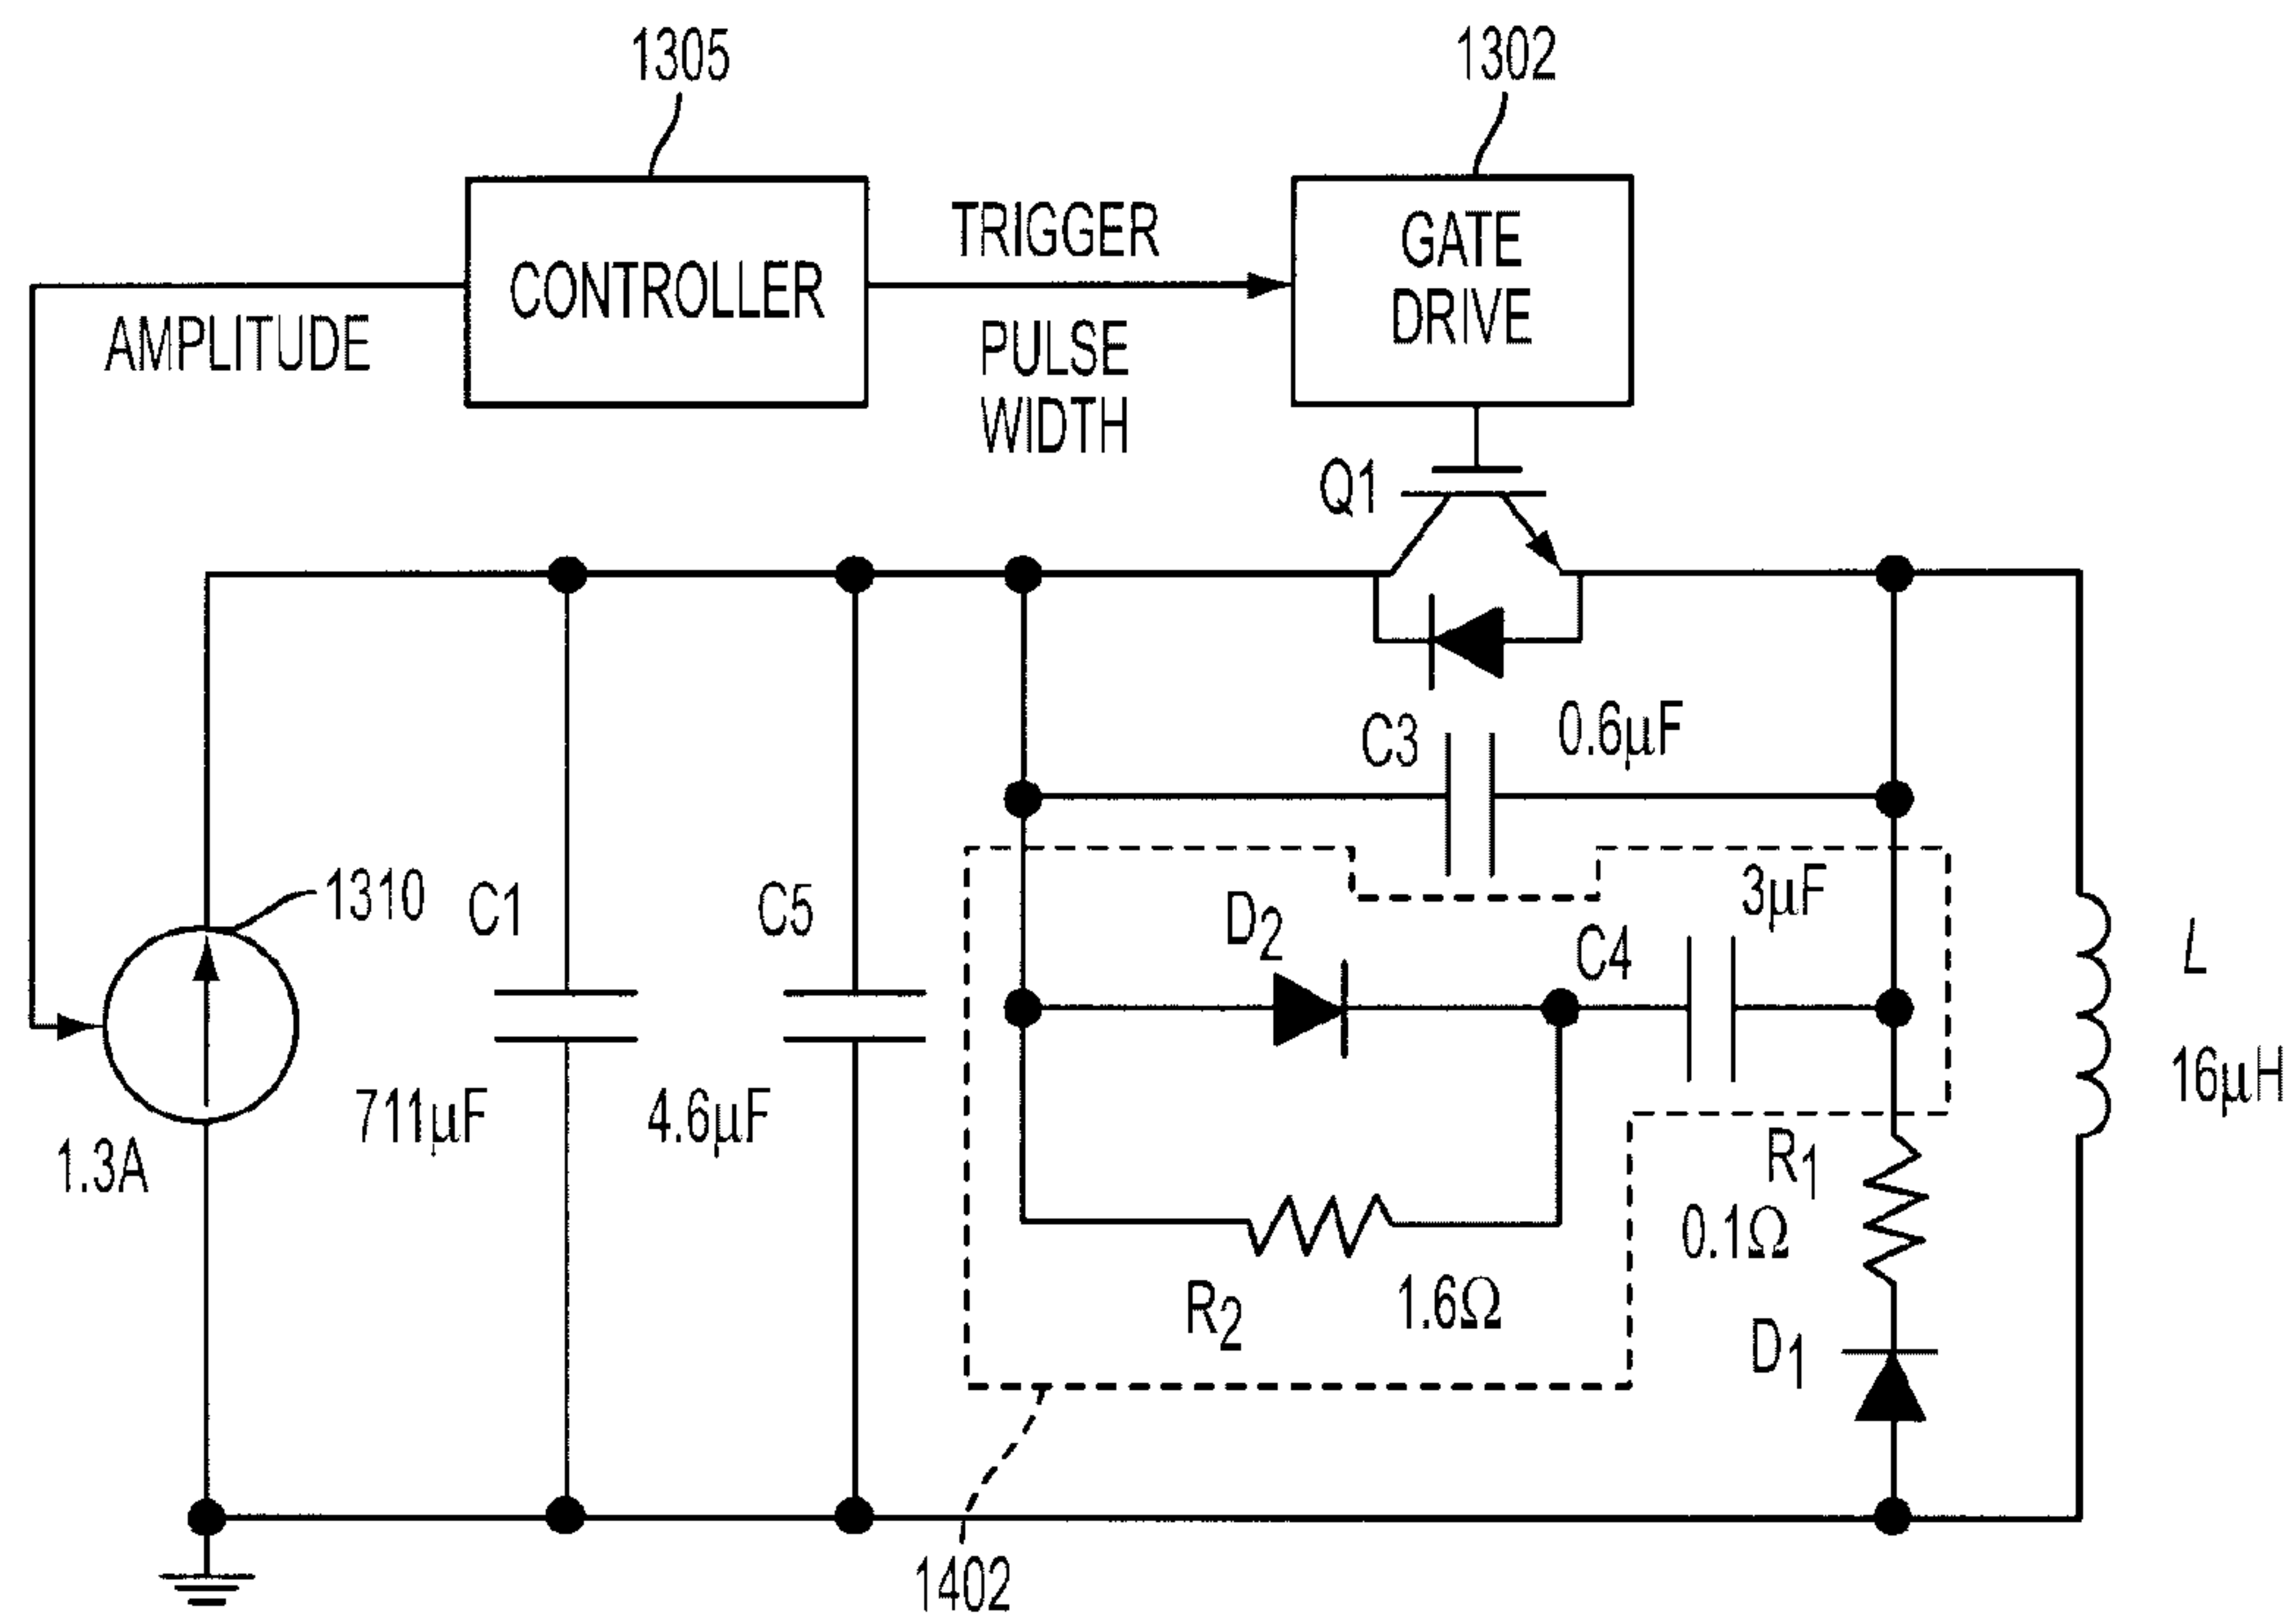 1305
1302
CONTROLLER
AMPLITUDE
TRIGGER
PULSE
WIDTH
GATE
DRIVE
Q1
C3
0.6µF
1310
C1
C5
D2
C4
3µF
L
16µH
711µF
4.6µF
1.3A
R1
0.1Ω
R2
1.6Ω
D1
1402